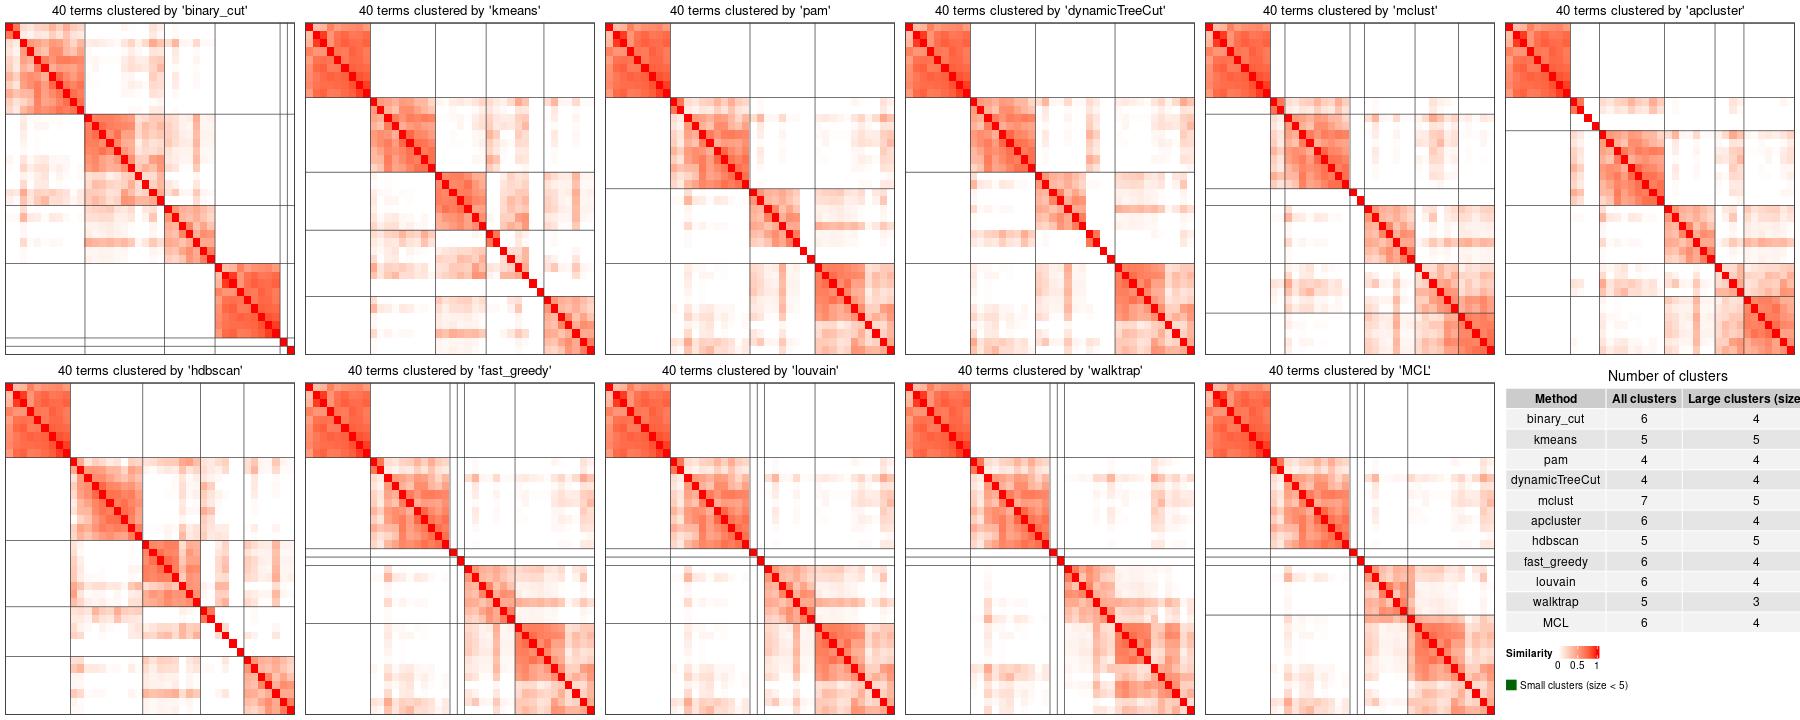 40 terms clustered by 'binary_cut'
40 terms clustered by 'kmeans'
40 terms clustered by 'pam'
40 terms clustered by 'dynamicTreeCut'
40 terms clustered by 'mclust'
40 terms clustered by 'apcluster'
40 terms clustered by 'hdbscan'
40 terms clustered by 'fast_greedy'
40 terms clustered by 'louvain'
40 terms clustered by 'walktrap'
40 terms clustered by 'MCL'
Number of clusters
Method All clusters Large clusters (size
binary_cut 6 4
kmeans 5 5
pam 4 4
dynamicTreeCut 4 4
mclust 7 5
apcluster 6 4
hdbscan 5 5
fast_greedy 6 4
louvain 6 4
walktrap 5 3
MCL 6 4
Similarity
0 0.5 1
Small clusters (size < 5)